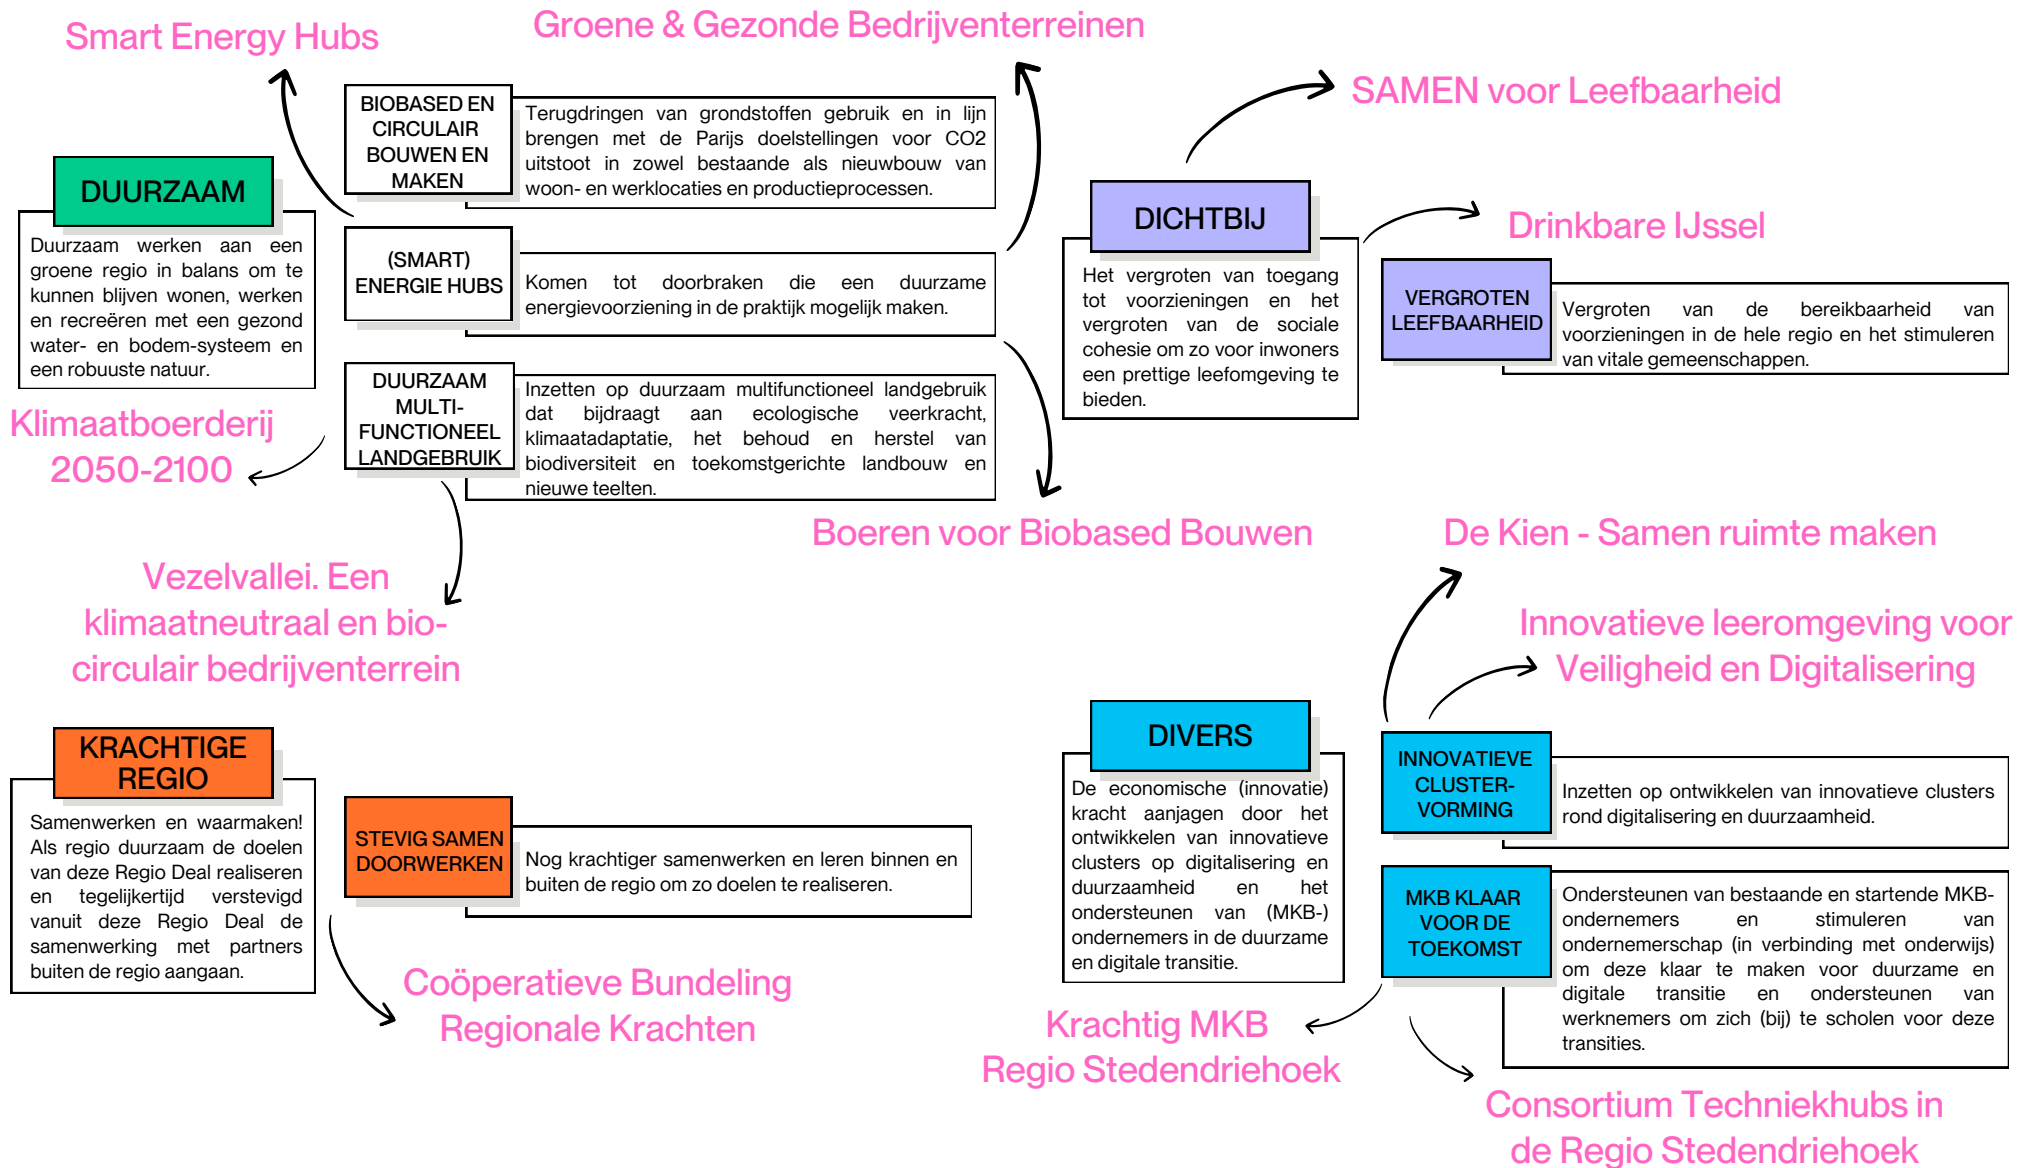 Smart Energy Hubs
Groene & Gezonde Bedrijventerreinen
SAMEN voor Leefbaarheid
DUURZAAM
Duurzaam werken aan een
groene regio in balans om te
kunnen blijven wonen, werken
en recreëren met een gezond
water- en bodem-systeem en
een robuuste natuur.
BIOBASED EN
CIRCULAIR
BOUWEN EN
MAKEN
Terugdringen van grondstoffen gebruik en in lijn
brengen met de Parijs doelstellingen voor CO2
uitstoot in zowel bestaande als nieuwbouw van
woon- en werklocaties en productieprocessen.
(SMART)
ENERGIE HUBS
Komen tot doorbraken die een duurzame
energievoorziening in de praktijk mogelijk maken.
DUURZAAM
MULTI-
FUNCTIONEEL
LANDGEBRUIK
Inzetten op duurzaam multifunctioneel landgebruik
dat bijdraagt aan ecologische veerkracht,
klimaatadaptatie, het behoud en herstel van
biodiversiteit en toekomstgerichte landbouw en
nieuwe teelten.
Klimaatboerderij
2050-2100
Vezelvallei. Een
klimaatneutraal en bio-
circulair bedrijventerrein
Boeren voor Biobased Bouwen
DICHTBIJ
Het vergroten van toegang
tot voorzieningen en het
vergroten van de sociale
cohesie om zo voor inwoners
een prettige leefomgeving te
bieden.
Drinkbare IJssel
VERGROTEN
LEEFBAARHEID
Vergroten van de bereikbaarheid van
voorzieningen in de hele regio en het stimuleren
van vitale gemeenschappen.
De Kien - Samen ruimte maken
Innovatieve leeromgeving voor
Veiligheid en Digitalisering
KRACHTIGE
REGIO
Samenwerken en waarmaken!
Als regio duurzaam de doelen
van deze Regio Deal realiseren
en tegelijkertijd verstevigd
vanuit deze Regio Deal de
samenwerking met partners
buiten de regio aangaan.
STEVIG SAMEN
DOORWERKEN
Nog krachtiger samenwerken en leren binnen en
buiten de regio om zo doelen te realiseren.
Coöperatieve Bundeling
Regionale Krachten
DIVERS
De economische (innovatie)
kracht aanjagen door het
ontwikkelen van innovatieve
clusters op digitalisering en
duurzaamheid en het
ondersteunen van (MKB-)
ondernemers in de duurzame
en digitale transitie.
INNOVATIEVE
CLUSTER-
VORMING
Inzetten op ontwikkelen van innovatieve clusters
rond digitalisering en duurzaamheid.
MKB KLAAR
VOOR DE
TOEKOMST
Ondersteunen van bestaande en startende MKB-
ondernemers en stimuleren van
ondernemerschap (in verbinding met onderwijs)
om deze klaar te maken voor duurzame en
digitale transitie en ondersteunen van
werknemers om zich (bij) te scholen voor deze
transities.
Krachtig MKB
Regio Stedendriehoek
Consortium Techniekhubs in
de Regio Stedendriehoek